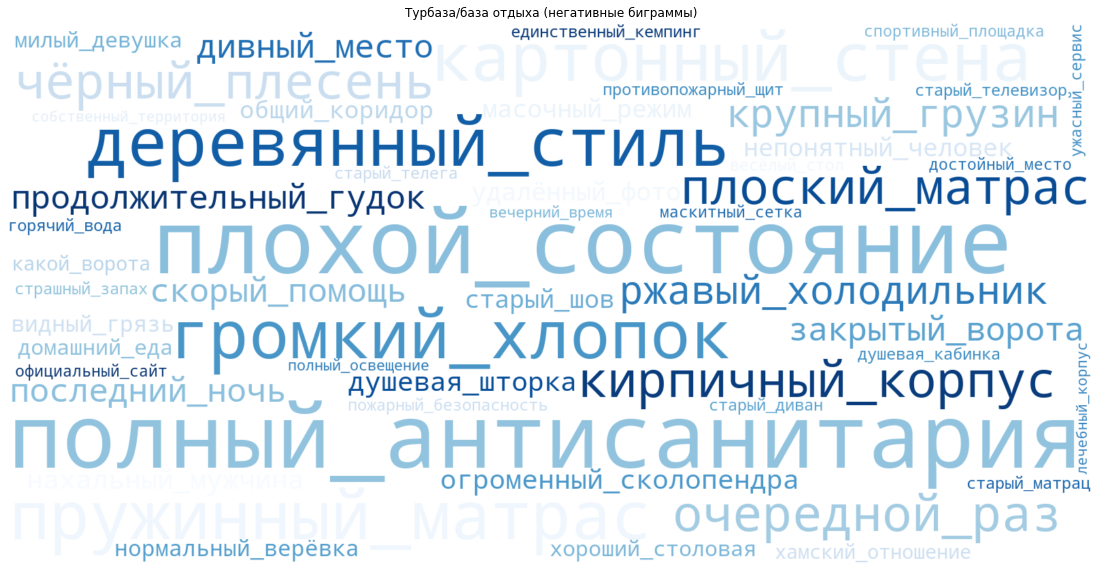 Турбаза/база отдыха (негативные биграммы)
милый_девушка
дивный_место
единственный_кемпинг
спортивный_площадка
ужасный_сервис
картонный_стена
чёрный_плесень
противопожарный_щит
старый_телевизор
собственный_территория
общий_коридор
масочный_режим
крупный_грузин
деревянный_стиль
непонятный_человек
весёлый_стол
достойный_место
старый_телега
удалённый_фото
плоский_матрас
продолжительный_гудок
вечерний_время
маскитный_сетка
горячий_вода
плохой_состояние
какой_ворота
страшный_запах
скорый_помощь
старый_шов
ржавый_холодильник
видный_грязь
громкий_хлопок
закрытый_ворота
домашний_еда
душевая_кабинка
официальный_сайт
полный_освещение
последний_ночь
душевая_шторка
кирпичный_корпус
лечебный_корпус
пожарный_безопасность
старый_диван
полный_антисанитария
нахальный_мужчина
огроменный_сколопендра
старый_матрац
пружинный_матрас
очередной_раз
нормальный_верёвка
хороший_столовая
хамский_отношение